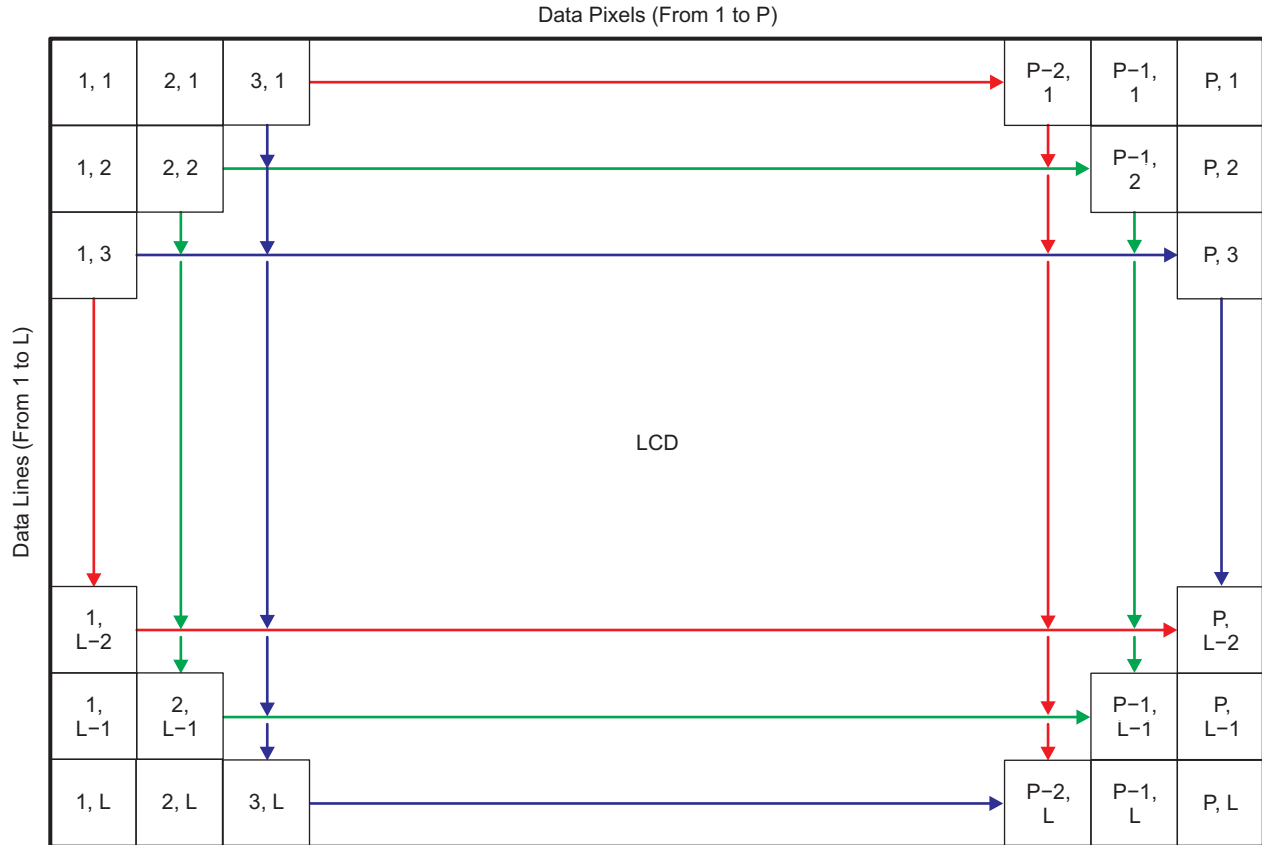 Data Pixels (From 1 to P)
1, 1
2, 1
3, 1
P−2,
1
P−1,
1
P, 1
1, 2
2, 2
P−1,
2
P, 2
1, 3
P, 3
Data Lines (From 1 to L)
LCD
1,
L−2
P,
L−2
1,
L−1
2,
L−1
P−1,
L−1
P,
L−1
1, L
2, L
3, L
P−2,
L
P−1,
L
P, L